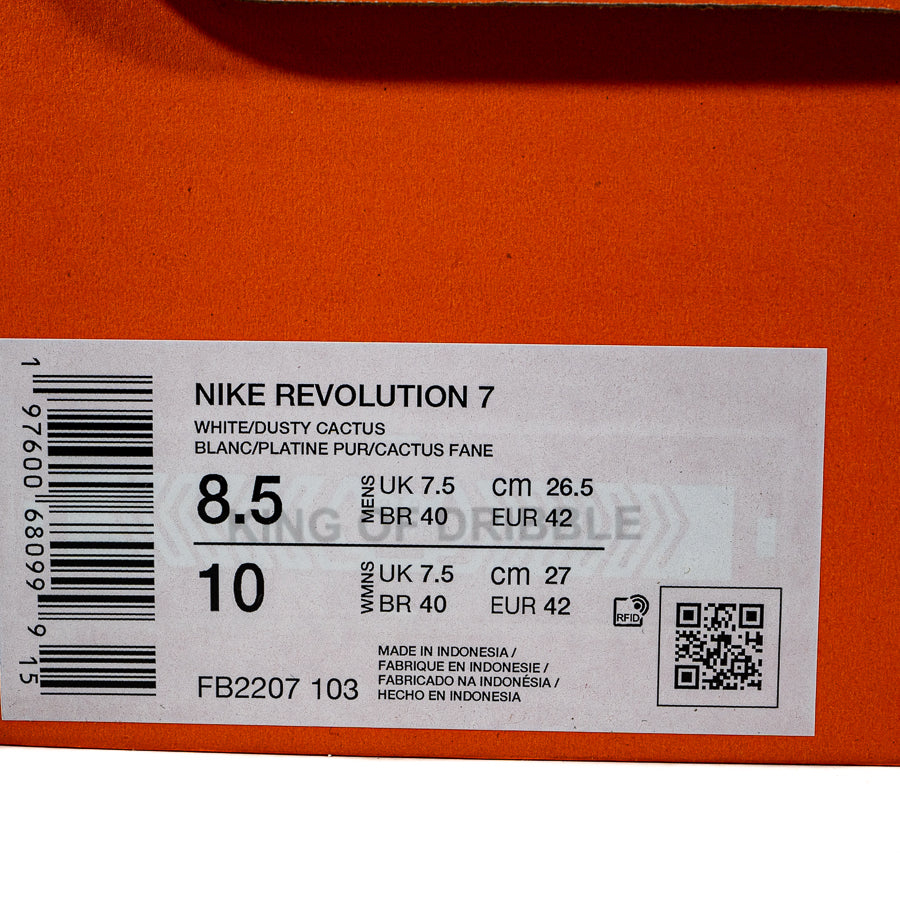 1 97600 68099 9 15
NIKE REVOLUTION 7
WHITE/DUSTY CACTUS
BLANC/PLATINE PUR/CACTUS FANE
8.5 MENS UK 7.5 cm 26.5
BR 40 EUR 42
KING OF DRIBBLE
10 WMNS UK 7.5 cm 27
BR 40 EUR 42
RFID
MADE IN INDONESIA /
FABRIQUE EN INDONESIE /
FABRICADO NA INDONÉSIA /
HECHO EN INDONESIA
FB2207 103